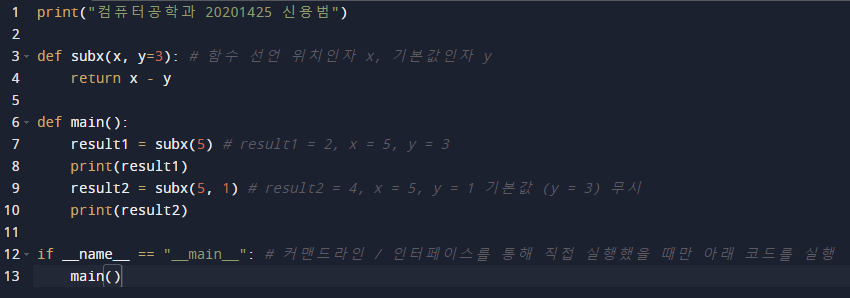 1 print("컴퓨터공학과 20201425 신용범")
2
3 def subx(x, y=3): # 함수 선언 위치인자 x, 기본값인자 y
4     return x - y
5
6 def main():
7     result1 = subx(5) # result1 = 2, x = 5, y = 3
8     print(result1)
9     result2 = subx(5, 1) # result2 = 4, x = 5, y = 1 기본값 (y = 3) 무시
10     print(result2)
11
12 if __name__ == "__main__": # 커맨드라인 / 인터페이스를 통해 직접 실행했을 때만 아래 코드를 실행
13     main()